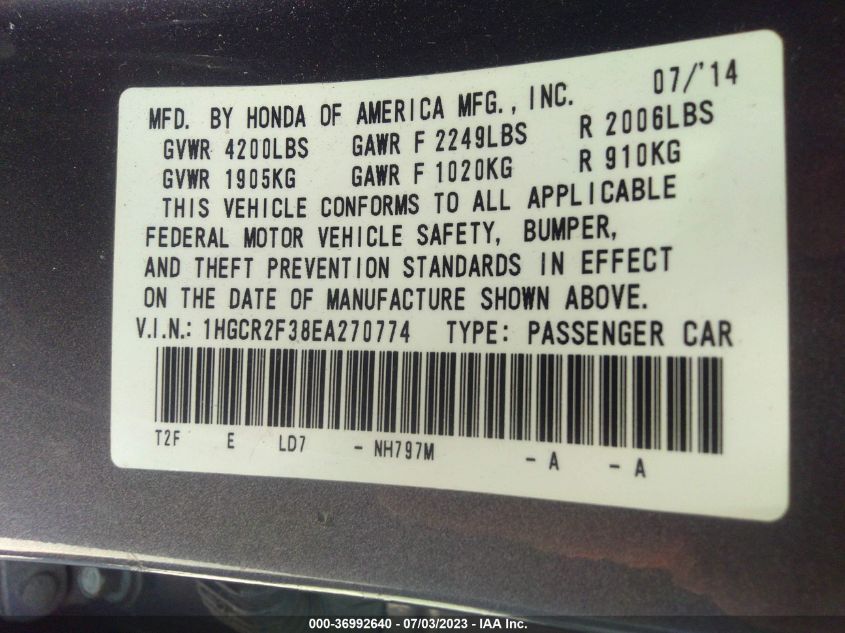 MFD. BY HONDA OF AMERICA MFG., INC. 07/'14
GVWR 4200LBS GAWR F 2249LBS R 2006LBS
GVWR 1905KG GAWR F 1020KG R 910KG
THIS VEHICLE CONFORMS TO ALL APPLICABLE
FEDERAL MOTOR VEHICLE SAFETY, BUMPER,
AND THEFT PREVENTION STANDARDS IN EFFECT
ON THE DATE OF MANUFACTURE SHOWN ABOVE.
V.I.N.: 1HGCR2F38EA270774 TYPE: PASSENGER CAR
T2F E LD7 - NH797M - A - A
000-36992640 - 07/03/2023 - IAA Inc.